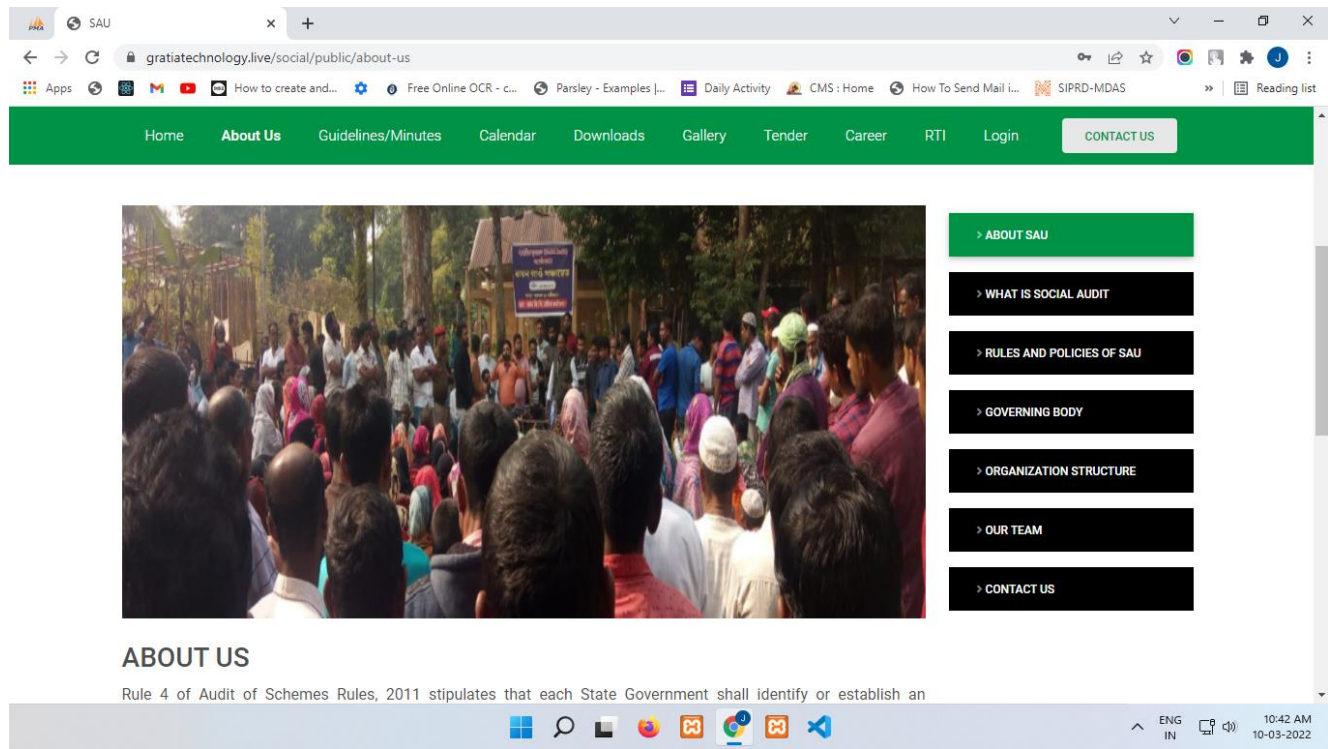 SAU
gratiatechnology.live/social/public/about-us
Apps
How to create and...
Free Online OCR - c...
Parsley - Examples |...
Daily Activity
CMS : Home
How To Send Mail i...
SIPRD-MDAS
»
Reading list
Home
About Us
Guidelines/Minutes
Calendar
Downloads
Gallery
Tender
Career
RTI
Login
CONTACT US
> ABOUT SAU
> WHAT IS SOCIAL AUDIT
> RULES AND POLICIES OF SAU
> GOVERNING BODY
> ORGANIZATION STRUCTURE
> OUR TEAM
> CONTACT US
ABOUT US
Rule 4 of Audit of Schemes Rules, 2011 stipulates that each State Government shall identify or establish an
ENG
IN
10:42 AM
10-03-2022